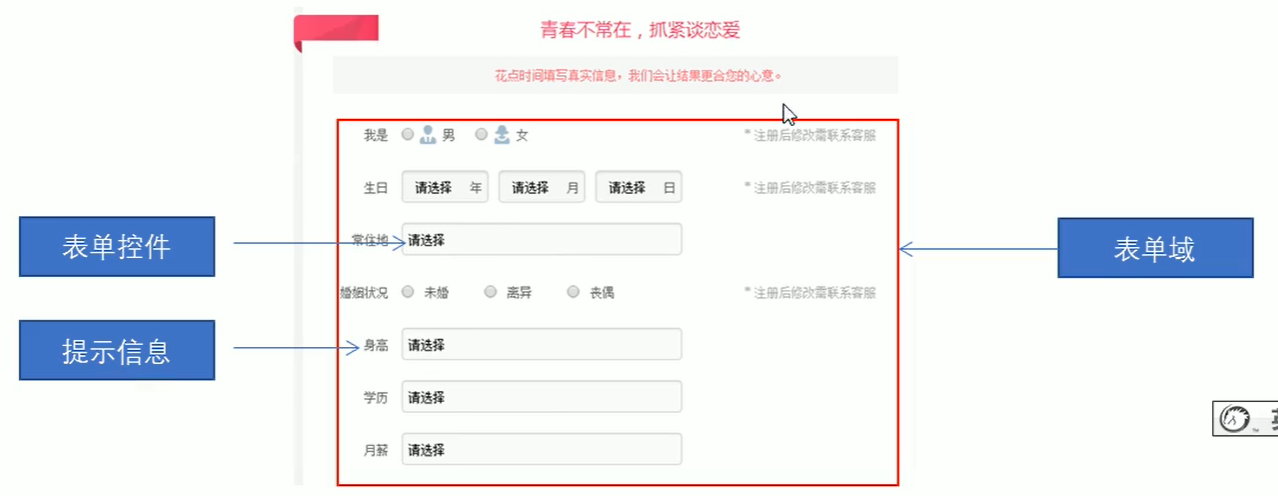 青春不常在，抓紧谈恋爱
花点时间填写真实信息，我们会让结果更合您的心意。
我是 男 女 * 注册后修改需联系客服
生日 请选择 年 请选择 月 请选择 日 * 注册后修改需联系客服
表单控件
常住地 请选择
表单域
婚姻状况 未婚 离异 丧偶 * 注册后修改需联系客服
提示信息
身高 请选择
学历 请选择
月薪 请选择